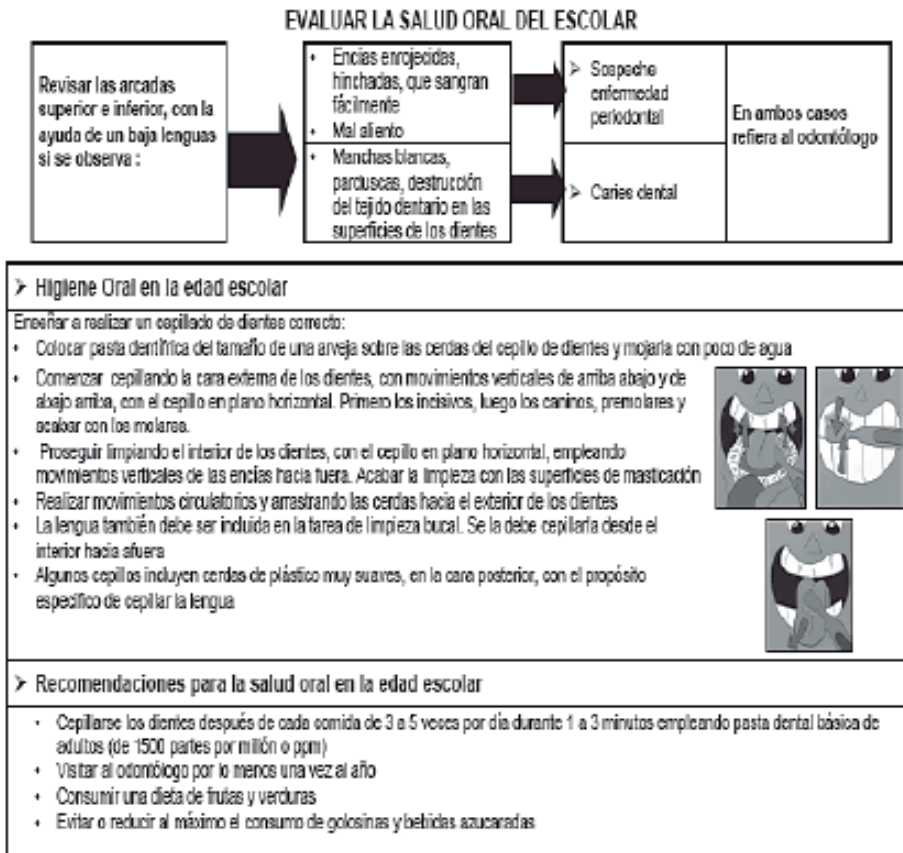 EVALUAR LA SALUD ORAL DEL ESCOLAR
Revisar las arcadas
superior e inferior, con la
ayuda de un baja lenguas
si se observa :
• Encías enrojecidas,
hinchadas, que sangran
fácilmente
• Mal aliento
• Manchas blancas,
parduscas, destrucción
del tejido dentario en las
superficies de los dientes
➢ Sospeche
enfermedad
periodontal
➢ Caries dental
En ambos casos
refiera al odontólogo
➢ Higiene Oral en la edad escolar
Enseñar a realizar un cepillado de dientes correcto:
• Colocar pasta dentífrica del tamaño de una arveja sobre las cerdas del cepillo de dientes y mojarla con poco de agua
• Comenzar cepillando la cara externa de los dientes, con movimientos verticales de arriba abajo y de
abajo arriba, con el cepillo en plano horizontal. Primero los incisivos, luego los caninos, premolares y
acabar con los molares.
• Proseguir limpiando el interior de los dientes, con el cepillo en plano horizontal, empleando
movimientos verticales de las encías hacia fuera. Acabar la limpieza con las superficies de masticación
• Realizar movimientos circulatorios y arrastrando las cerdas hacia el exterior de los dientes
• La lengua también debe ser incluida en la tarea de limpieza bucal. Se la debe cepillarla desde el
interior hacia afuera
• Algunos cepillos incluyen cerdas de plástico muy suaves, en la cara posterior, con el propósito
específico de cepillar la lengua
➢ Recomendaciones para la salud oral en la edad escolar
• Cepillarse los dientes después de cada comida de 3 a 5 veces por día durante 1 a 3 minutos empleando pasta dental básica de
adultos (de 1500 partes por millón o ppm)
• Visitar al odontólogo por lo menos una vez al año
• Consumir una dieta de frutas y verduras
• Evitar o reducir al máximo el consumo de golosinas y bebidas azucaradas